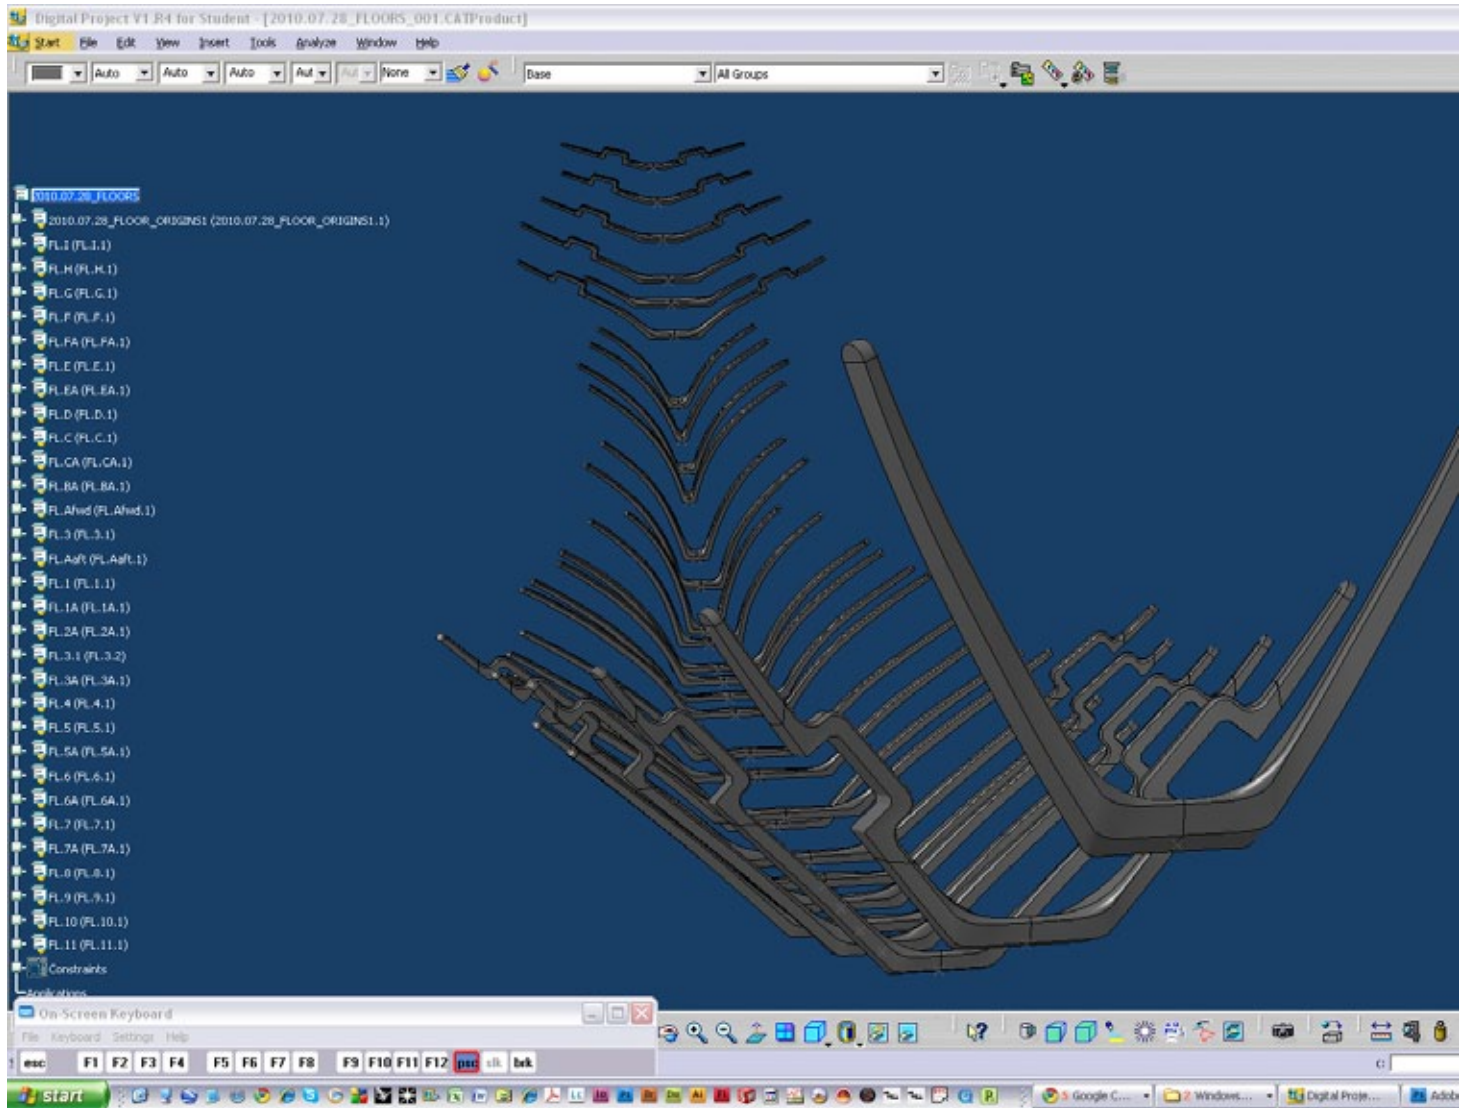 Digital Project V1 R4 for Student - [2010.07.28_FLOORS_001.CATProduct]
Start File Edit View Insert Tools Analyze Window Help
Auto Auto Auto Aut Aut None Base All Groups
2010.07.28_FLOORS
2010.07.28_FLOOR_ORIGINS1 (2010.07.28_FLOOR_ORIGINS1.1)
FL.I (FL.I.1)
FL.H (FL.H.1)
FL.G (FL.G.1)
FL.F (FL.F.1)
FL.FA (FL.FA.1)
FL.E (FL.E.1)
FL.EA (FL.EA.1)
FL.D (FL.D.1)
FL.C (FL.C.1)
FL.CA (FL.CA.1)
FL.BA (FL.BA.1)
FL.Afwd (FL.Afwd.1)
FL.3 (FL.3.1)
FL.Aaft (FL.Aaft.1)
FL.1 (FL.1.1)
FL.1A (FL.1A.1)
FL.2A (FL.2A.1)
FL.3.1 (FL.3.2)
FL.3A (FL.3A.1)
FL.4 (FL.4.1)
FL.5 (FL.5.1)
FL.5A (FL.5A.1)
FL.6 (FL.6.1)
FL.6A (FL.6A.1)
FL.7 (FL.7.1)
FL.7A (FL.7A.1)
FL.8 (FL.8.1)
FL.9 (FL.9.1)
FL.10 (FL.10.1)
FL.11 (FL.11.1)
Constraints
Applications
On-Screen Keyboard
File Keyboard Settings Help
esc F1 F2 F3 F4 F5 F6 F7 F8 F9 F10 F11 F12 psc slk brk
c:
start 5 Google C... 2 Windows... Digital Proje... Adob